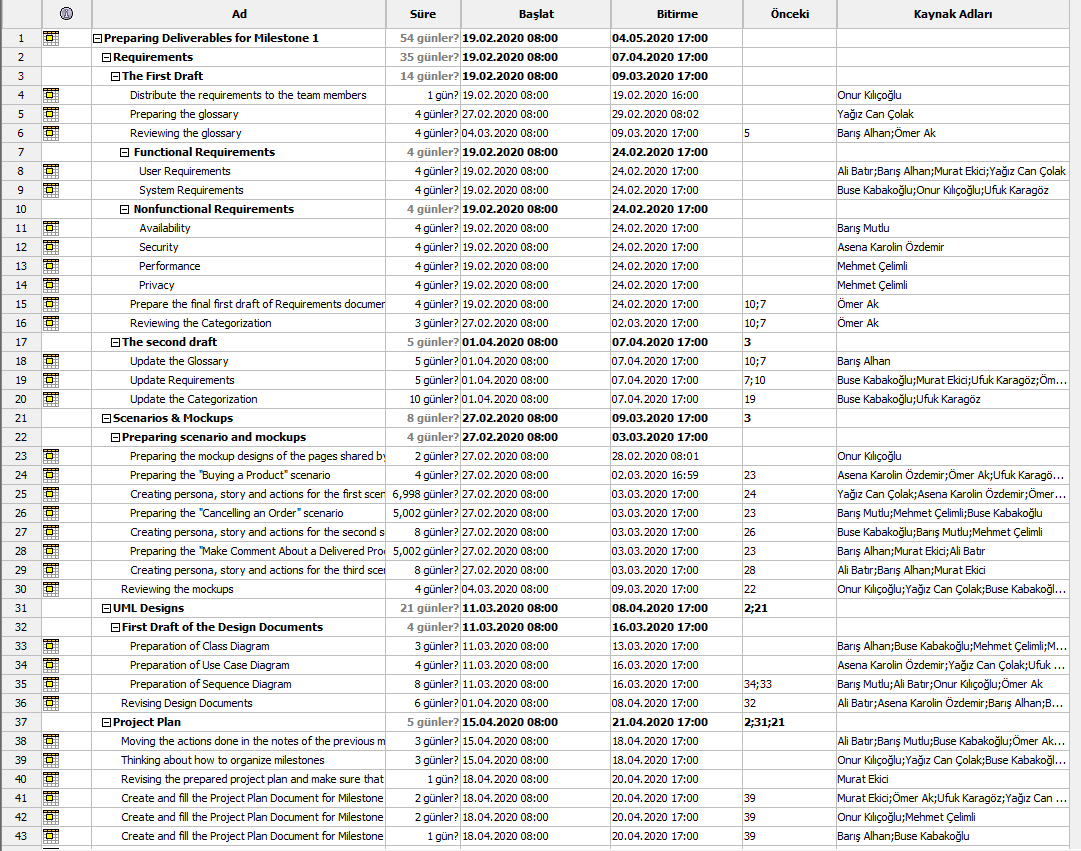 Ad Süre Başlat Bitirme Önceki Kaynak Adları
1 Preparing Deliverables for Milestone 1 54 günler? 19.02.2020 08:00 04.05.2020 17:00
2 Requirements 35 günler? 19.02.2020 08:00 07.04.2020 17:00
3 The First Draft 14 günler? 19.02.2020 08:00 09.03.2020 17:00
4 Distribute the requirements to the team members 1 gün? 19.02.2020 08:00 19.02.2020 16:00 Onur Kılıçoğlu
5 Preparing the glossary 4 günler? 27.02.2020 08:00 29.02.2020 08:02 Yağız Can Çolak
6 Reviewing the glossary 4 günler? 04.03.2020 08:00 09.03.2020 17:00 5 Barış Alhan;Ömer Ak
7 Functional Requirements 4 günler? 19.02.2020 08:00 24.02.2020 17:00
8 User Requirements 4 günler? 19.02.2020 08:00 24.02.2020 17:00 Ali Batır;Barış Alhan;Murat Ekici;Yağız Can Çolak
9 System Requirements 4 günler? 19.02.2020 08:00 24.02.2020 17:00 Buse Kabakoğlu;Onur Kılıçoğlu;Ufuk Karagöz
10 Nonfunctional Requirements 4 günler? 19.02.2020 08:00 24.02.2020 17:00
11 Availability 4 günler? 19.02.2020 08:00 24.02.2020 17:00 Barış Mutlu
12 Security 4 günler? 19.02.2020 08:00 24.02.2020 17:00 Asena Karolin Özdemir
13 Performance 4 günler? 19.02.2020 08:00 24.02.2020 17:00 Mehmet Çelimli
14 Privacy 4 günler? 19.02.2020 08:00 24.02.2020 17:00 Mehmet Çelimli
15 Prepare the final first draft of Requirements documer 4 günler? 19.02.2020 08:00 24.02.2020 17:00 10;7 Ömer Ak
16 Reviewing the Categorization 3 günler? 27.02.2020 08:00 02.03.2020 17:00 10;7 Ömer Ak
17 The second draft 5 günler? 01.04.2020 08:00 07.04.2020 17:00 3
18 Update the Glossary 5 günler? 01.04.2020 08:00 07.04.2020 17:00 10;7 Barış Alhan
19 Update Requirements 5 günler? 01.04.2020 08:00 07.04.2020 17:00 7;10 Buse Kabakoğlu;Murat Ekici;Ufuk Karagöz;Öm...
20 Update the Categorization 10 günler? 01.04.2020 08:00 07.04.2020 17:00 19 Buse Kabakoğlu;Ufuk Karagöz
21 Scenarios & Mockups 8 günler? 27.02.2020 08:00 09.03.2020 17:00 3
22 Preparing scenario and mockups 4 günler? 27.02.2020 08:00 03.03.2020 17:00
23 Preparing the mockup designs of the pages shared by 2 günler? 27.02.2020 08:00 28.02.2020 08:01 Onur Kılıçoğlu
24 Preparing the "Buying a Product" scenario 4 günler? 27.02.2020 08:00 02.03.2020 16:59 23 Asena Karolin Özdemir;Ömer Ak;Ufuk Karagö...
25 Creating persona, story and actions for the first scen 6,998 günler? 27.02.2020 08:00 03.03.2020 17:00 24 Yağız Can Çolak;Asena Karolin Özdemir;Ömer...
26 Preparing the "Cancelling an Order" scenario 5,002 günler? 27.02.2020 08:00 03.03.2020 17:00 23 Barış Mutlu;Mehmet Çelimli;Buse Kabakoğlu
27 Creating persona, story and actions for the second s 8 günler? 27.02.2020 08:00 03.03.2020 17:00 26 Buse Kabakoğlu;Barış Mutlu;Mehmet Çelimli
28 Preparing the "Make Comment About a Delivered Proc 5,002 günler? 27.02.2020 08:00 03.03.2020 17:00 23 Barış Alhan;Murat Ekici;Ali Batır
29 Creating persona, story and actions for the third scer 8 günler? 27.02.2020 08:00 03.03.2020 17:00 28 Ali Batır;Barış Alhan;Murat Ekici
30 Reviewing the mockups 4 günler? 04.03.2020 08:00 09.03.2020 17:00 22 Onur Kılıçoğlu;Yağız Can Çolak;Buse Kabakoğl...
31 UML Designs 21 günler? 11.03.2020 08:00 08.04.2020 17:00 2;21
32 First Draft of the Design Documents 4 günler? 11.03.2020 08:00 16.03.2020 17:00
33 Preparation of Class Diagram 3 günler? 11.03.2020 08:00 13.03.2020 17:00 Barış Alhan;Buse Kabakoğlu;Mehmet Çelimli;M...
34 Preparation of Use Case Diagram 4 günler? 11.03.2020 08:00 16.03.2020 17:00 Asena Karolin Özdemir;Yağız Can Çolak;Ufuk ...
35 Preparation of Sequence Diagram 8 günler? 11.03.2020 08:00 16.03.2020 17:00 34;33 Barış Mutlu;Ali Batır;Onur Kılıçoğlu;Ömer Ak
36 Revising Design Documents 6 günler? 01.04.2020 08:00 08.04.2020 17:00 32 Ali Batır;Asena Karolin Özdemir;Barış Alhan;B...
37 Project Plan 5 günler? 15.04.2020 08:00 21.04.2020 17:00 2;31;21
38 Moving the actions done in the notes of the previous m 3 günler? 15.04.2020 08:00 18.04.2020 17:00 Ali Batır;Barış Mutlu;Buse Kabakoğlu;Ömer Ak...
39 Thinking about how to organize milestones 3 günler? 15.04.2020 08:00 18.04.2020 17:00 Onur Kılıçoğlu;Yağız Can Çolak;Buse Kabakoğl...
40 Revising the prepared project plan and make sure that 1 gün? 18.04.2020 08:00 20.04.2020 17:00 Murat Ekici
41 Create and fill the Project Plan Document for Milestone 2 günler? 18.04.2020 08:00 20.04.2020 17:00 39 Murat Ekici;Ömer Ak;Ufuk Karagöz;Yağız Can ...
42 Create and fill the Project Plan Document for Milestone 2 günler? 18.04.2020 08:00 20.04.2020 17:00 39 Onur Kılıçoğlu;Mehmet Çelimli
43 Create and fill the Project Plan Document for Milestone 1 gün? 18.04.2020 08:00 20.04.2020 17:00 39 Barış Alhan;Buse Kabakoğlu